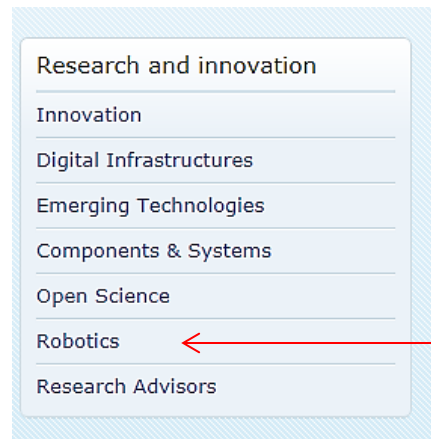 Research and innovation
Innovation
Digital Infrastructures
Emerging Technologies
Components & Systems
Open Science
Robotics
Research Advisors